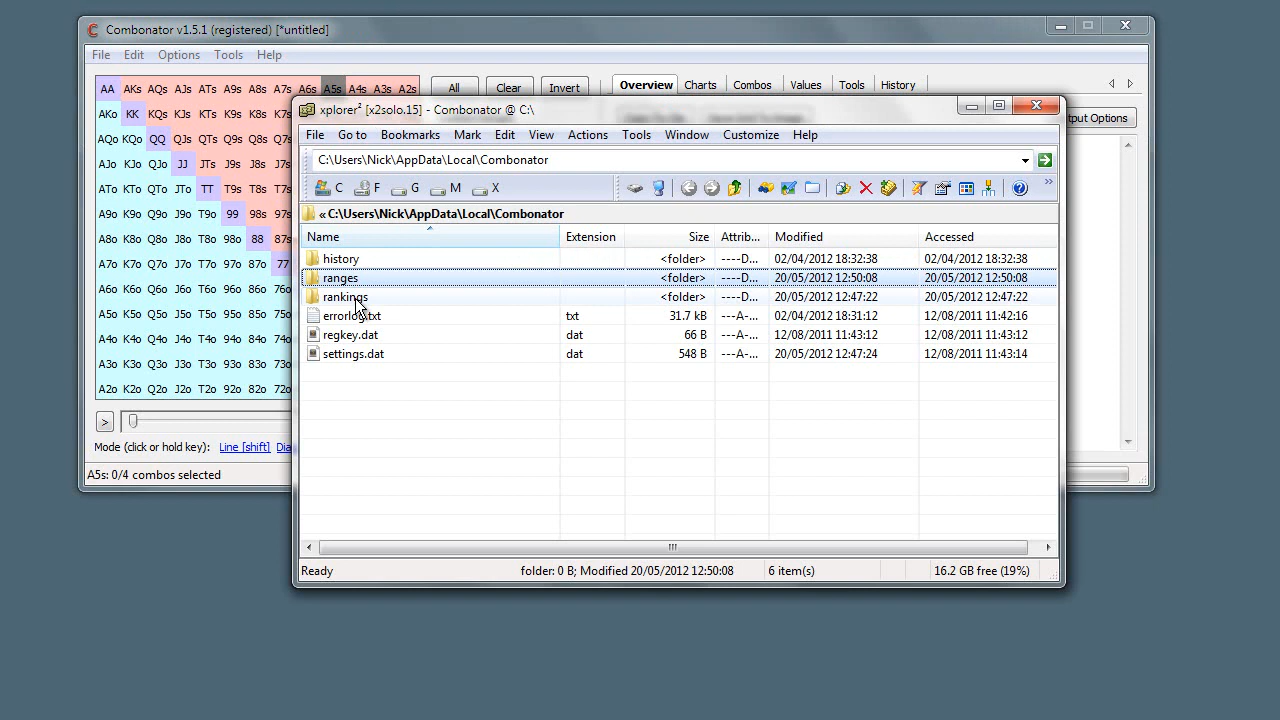 Combonator v1.5.1 (registered) [*untitled]
File Edit Options Tools Help
AA AKs AQs AJs ATs A9s A8s A7s A6s A5s A4s A3s A2s
All Clear Invert
Overview Charts Combos Values Tools History
xplorer² [x2solo.15] - Combonator @ C:\
AKo KK KQs KJs
put Options
AQo KQo QQ QJs
File Go to Bookmarks Mark Edit View Actions Tools Window Customize Help
AJo KJo QJo JJ JTs J9s J8s
C:\Users\Nick\AppData\Local\Combonator
ATo KTo QTo JTo TT T9s T8s
C F G M X
A9o K9o Q9o J9o T9o 99 98s 97s
« C:\Users\Nick\AppData\Local\Combonator
A8o K8o Q8o J8o T8o 98o 88 87s
Name Extension Size Attrib... Modified Accessed
A7o K7o Q7o J7o T7o 97o 87o 77
history <folder> ----D... 02/04/2012 18:32:38 02/04/2012 18:32:38
ranges <folder> ----D... 20/05/2012 12:50:08 20/05/2012 12:50:08
A6o K6o Q6o J6o T6o 96o 86o 76o
rankings <folder> ----D... 20/05/2012 12:47:22 20/05/2012 12:47:22
A5o K5o Q5o J5o T5o 95o 85o 75o
txt txt 31.7 kB ---A-... 02/04/2012 18:31:12 12/08/2011 11:42:16
A4o K4o Q4o J4o T4o 94o 84o 74o
regkey.dat dat 66 B ---A-... 12/08/2011 11:43:12 12/08/2011 11:43:12
A3o K3o Q3o J3o T3o 93o 83o 73o
settings.dat dat 548 B ---A-... 20/05/2012 12:47:24 12/08/2011 11:43:14
A2o K2o Q2o J2o T2o 92o 82o 72o
>
Mode (click or hold key): Line [shift] Dia
A5s: 0/4 combos selected
Ready folder: 0 B; Modified 20/05/2012 12:50:08 6 item(s) 16.2 GB free (19%)